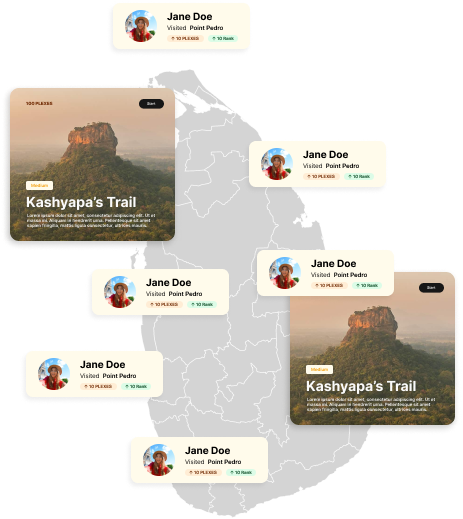 Jane Doe
Visited Point Pedro
↑ 10 PLEXES ↑ 10 Rank
100 PLEXES
Start
Medium
Kashyapa's Trail
Lorem ipsum dolor sit amet, consectetur adipiscing elit. Ut et
massa mi. Aliquam in hendrerit urna. Pellentesque sit amet
sapien fringilla, mattis ligula consectetur, ultrices mauris.
Jane Doe
Visited Point Pedro
↑ 10 PLEXES ↑ 10 Rank
Jane Doe
Visited Point Pedro
↑ 10 PLEXES ↑ 10 Rank
Jane Doe
Visited Point Pedro
↑ 10 PLEXES ↑ 10 Rank
Start
Medium
Kashyapa's Trail
Lorem ipsum dolor sit amet, consectetur adipiscing elit. Ut et
massa mi. Aliquam in hendrerit urna. Pellentesque sit amet
sapien fringilla, mattis ligula consectetur, ultrices mauris.
Jane Doe
Visited Point Pedro
↑ 10 PLEXES ↑ 10 Rank
Jane Doe
Visited Point Pedro
↑ 10 PLEXES ↑ 10 Rank